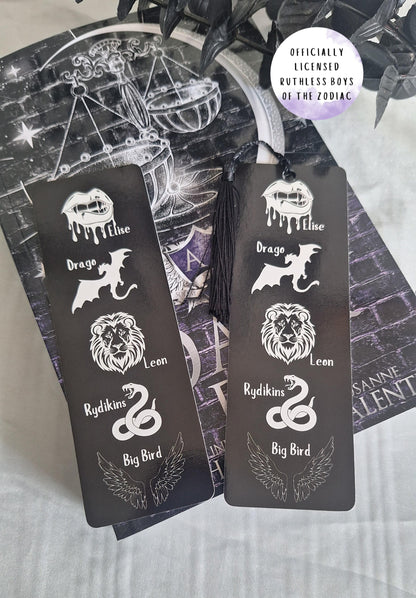 OFFICIALLY
LICENSED
RUTHLESS BOYS
OF THE ZODIAC
Elise
Drago
Leon
Rydikins
Big Bird
Elise
Drago
Leon
Rydikins
Big Bird
A